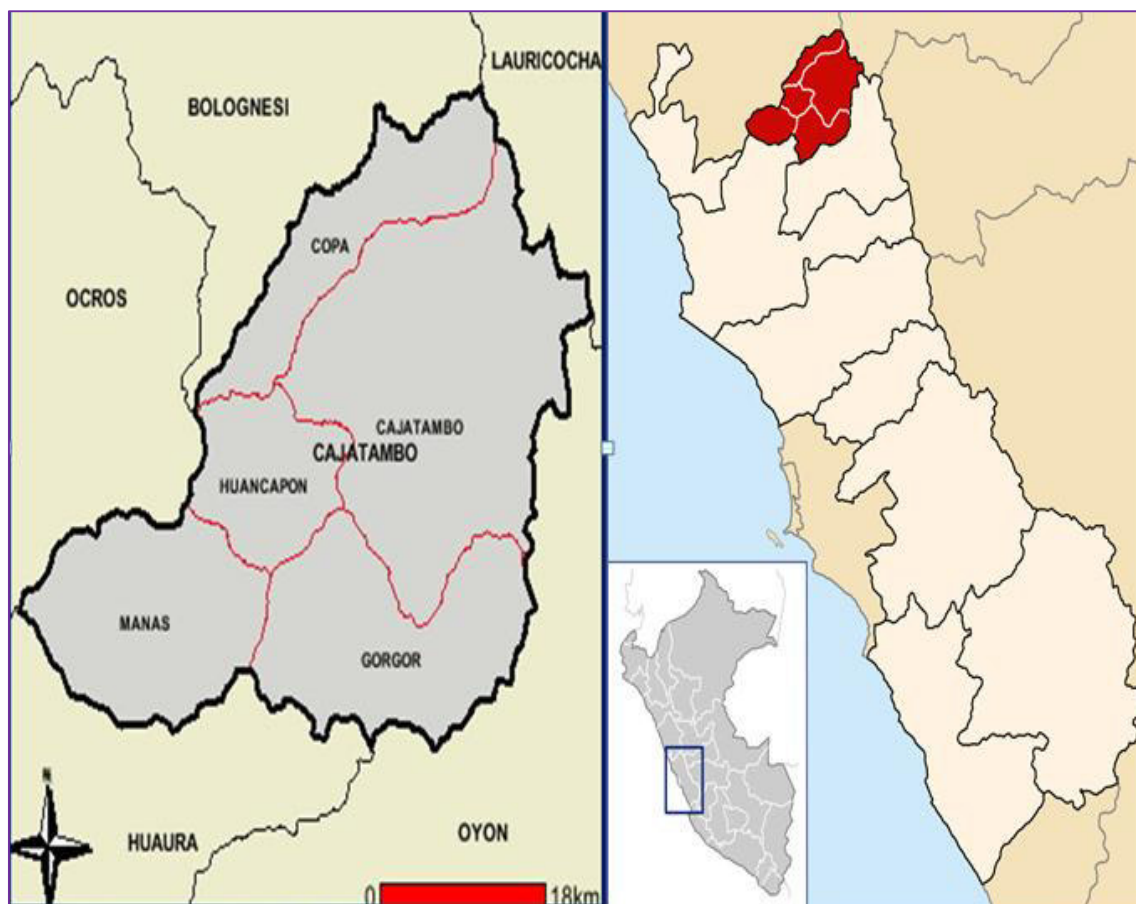 LAURICOCHA
BOLOGNESI
COPA
OCROS
CAJATAMBO
CAJATAMBO
HUANCAPON
MANAS
GORGOR
N
HUAURA
OYON
0 18km